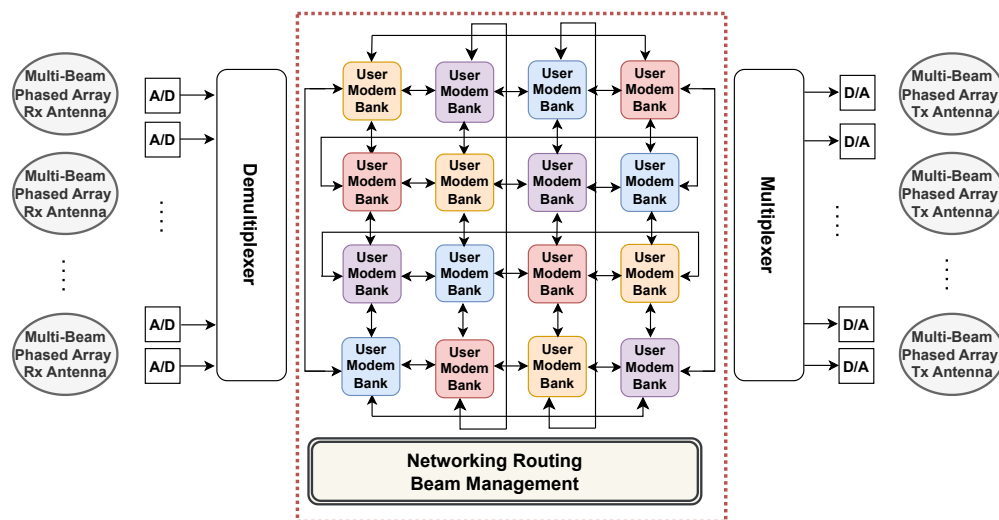 Multi-Beam
Phased Array
Rx Antenna
Multi-Beam
Phased Array
Rx Antenna
.....
Multi-Beam
Phased Array
Rx Antenna
A/D
A/D
.....
A/D
A/D
Demultiplexer
User
Modem
Bank
User
Modem
Bank
User
Modem
Bank
User
Modem
Bank
User
Modem
Bank
User
Modem
Bank
User
Modem
Bank
User
Modem
Bank
User
Modem
Bank
User
Modem
Bank
User
Modem
Bank
User
Modem
Bank
User
Modem
Bank
User
Modem
Bank
User
Modem
Bank
User
Modem
Bank
Networking Routing
Beam Management
Multiplexer
D/A
D/A
.....
D/A
D/A
Multi-Beam
Phased Array
Tx Antenna
Multi-Beam
Phased Array
Tx Antenna
.....
Multi-Beam
Phased Array
Tx Antenna